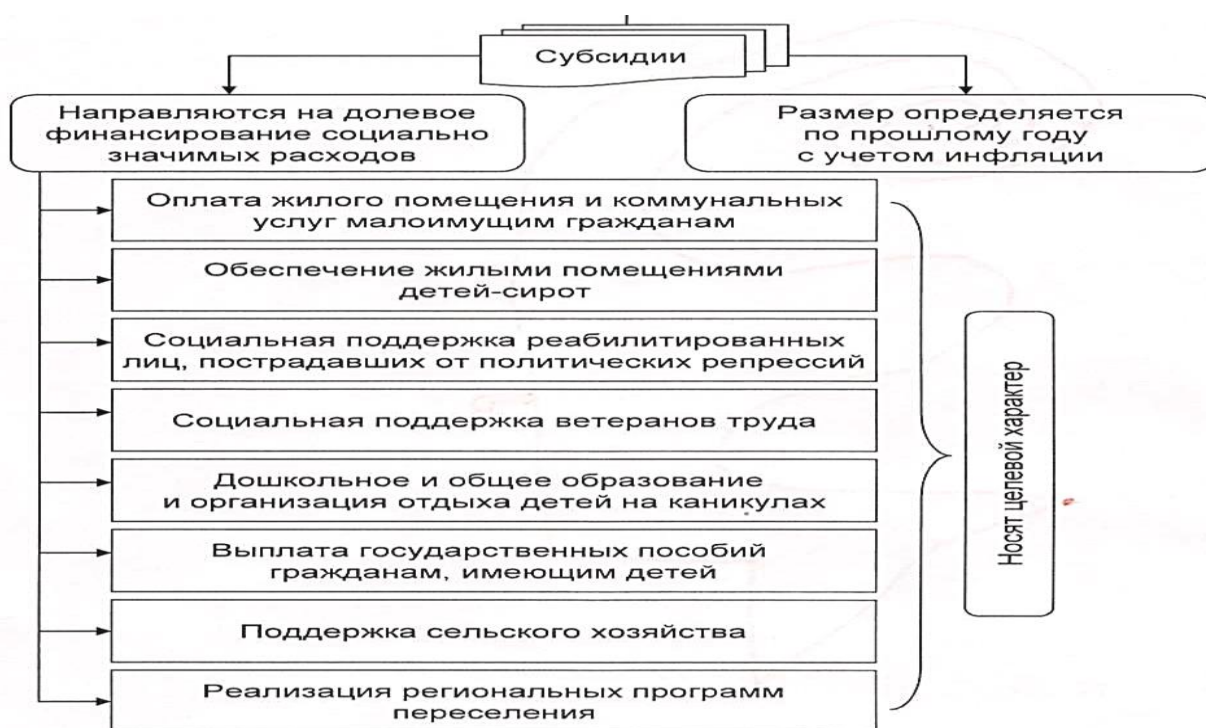 Субсидии
Направляются на долевое
финансирование социально
значимых расходов
Размер определяется
по прошлому году
с учетом инфляции
Оплата жилого помещения и коммунальных
услуг малоимущим гражданам
Обеспечение жилыми помещениями
детей-сирот
Социальная поддержка реабилитированных
лиц, пострадавших от политических репрессий
Социальная поддержка ветеранов труда
Дошкольное и общее образование
и организация отдыха детей на каникулах
Выплата государственных пособий
гражданам, имеющим детей
Поддержка сельского хозяйства
Реализация региональных программ
переселения
Носят целевой характер